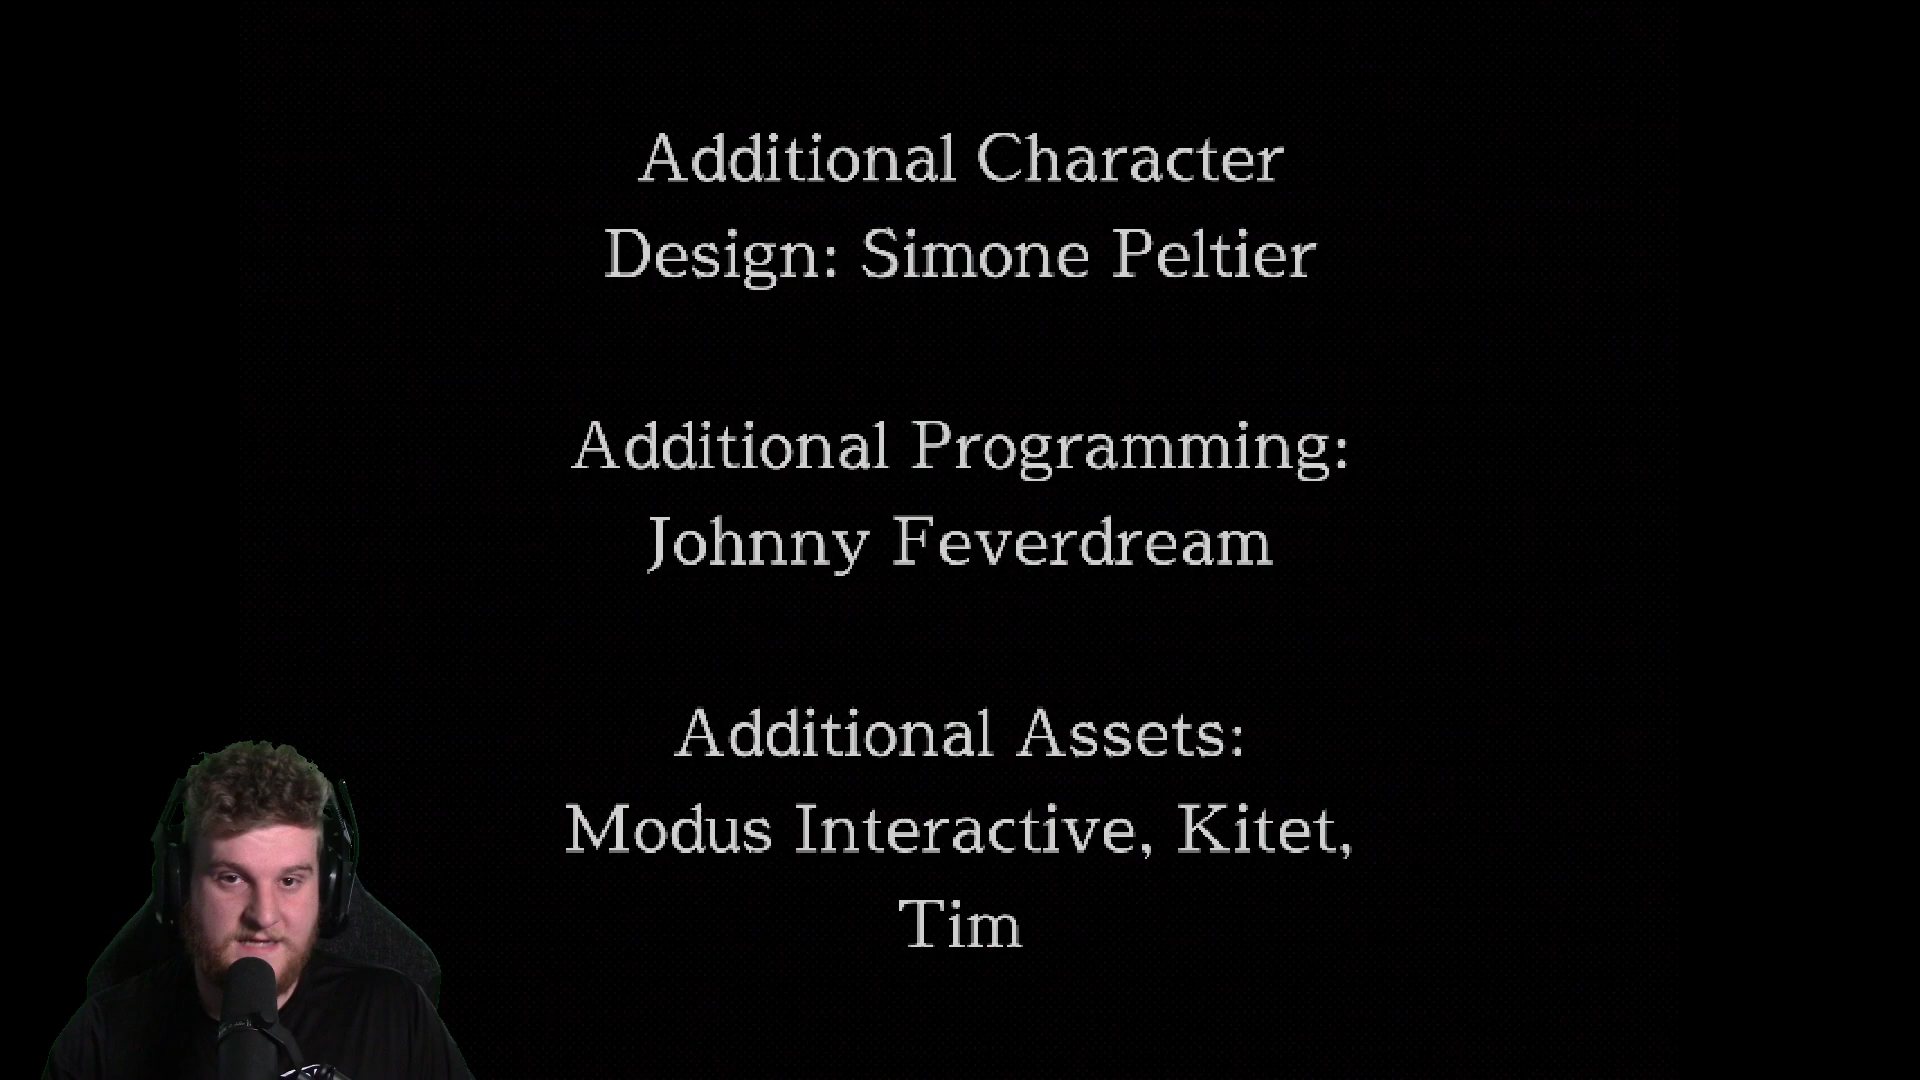 Additional Character
Design: Simone Peltier
Additional Programming:
Johnny Feverdream
Additional Assets:
Modus Interactive, Kitet,
Tim